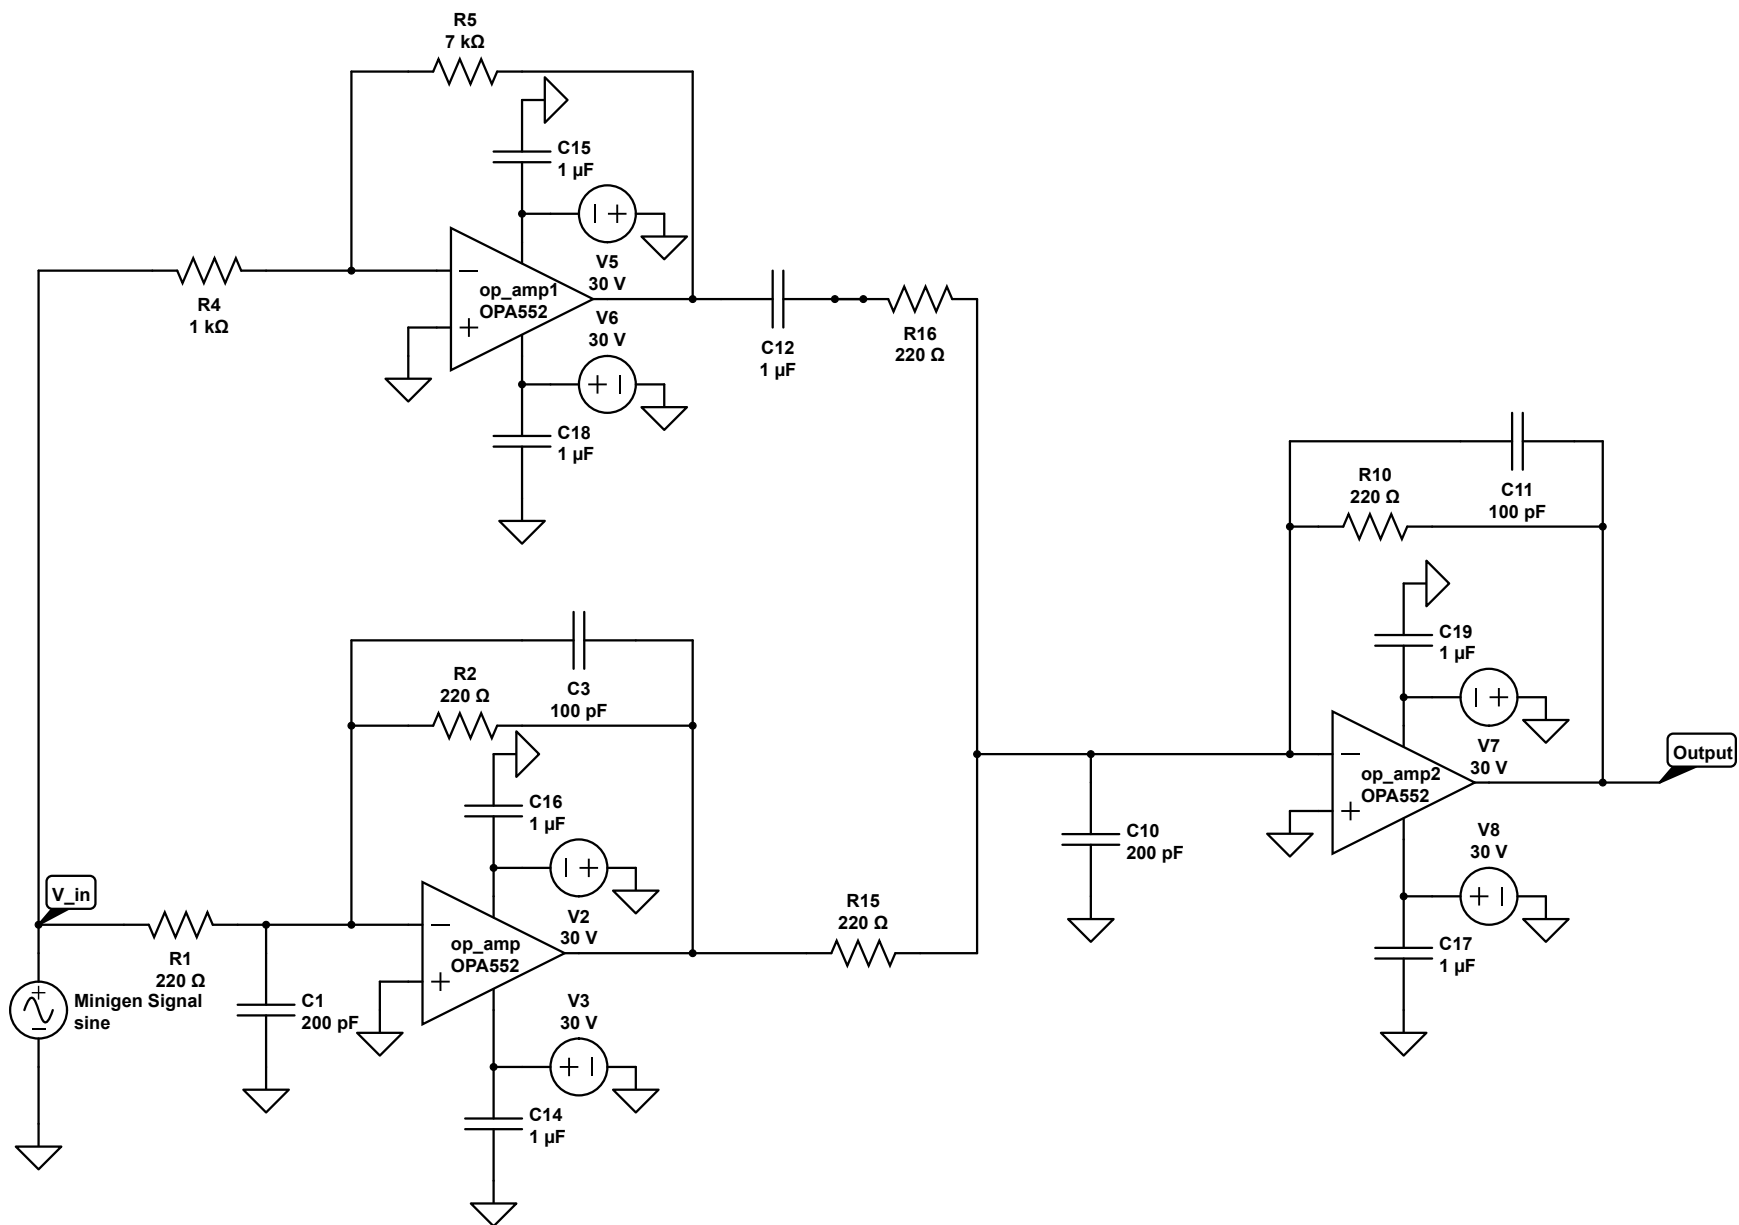 R5
7 kΩ
C15
1 µF
V5
30 V
op_amp1
OPA552
V6
30 V
R4
1 kΩ
C12
1 µF
R16
220 Ω
C18
1 µF
R10
220 Ω
C11
100 pF
R2
220 Ω
C3
100 pF
C19
1 µF
V7
30 V
op_amp2
OPA552
Output
C16
1 µF
C10
200 pF
V8
30 V
V_in
R15
220 Ω
V2
30 V
op_amp
OPA552
R1
220 Ω
C17
1 µF
Minigen Signal
sine
C1
200 pF
V3
30 V
C14
1 µF